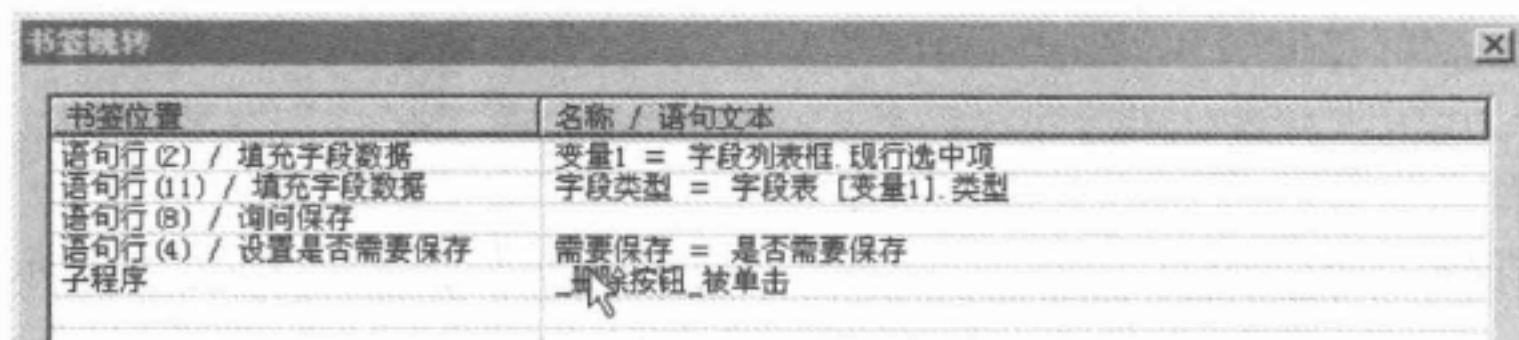 书签跳转
书签位置 名称 / 语句文本
语句行(2) / 填充字段数据 变量1 = 字段列表框.现行选中项
语句行(11) / 填充字段数据 字段类型 = 字段表 [变量1].类型
语句行(8) / 询问保存
语句行(4) / 设置是否需要保存 需要保存 = 是否需要保存
子程序 _删除按钮_被单击